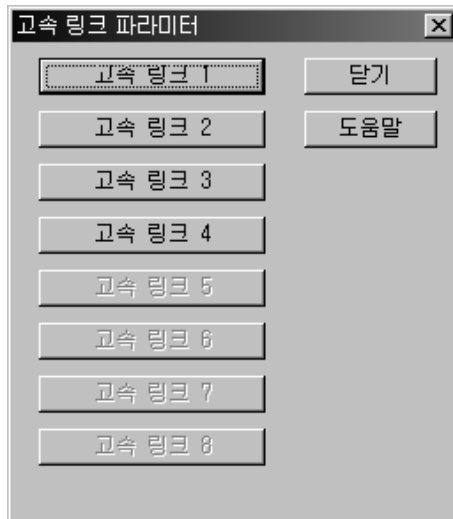 고속 링크 파라미터
고속 링크 1
닫기
고속 링크 2
도움말
고속 링크 3
고속 링크 4
고속 링크 5
고속 링크 6
고속 링크 7
고속 링크 8